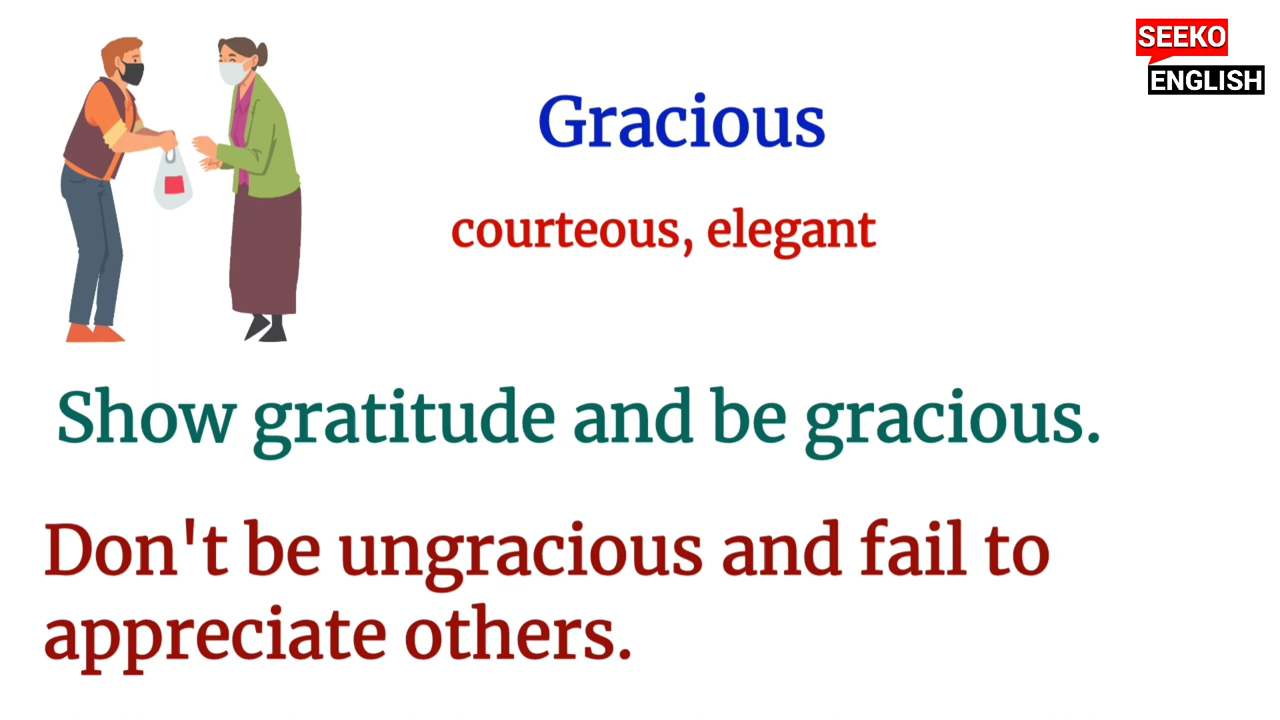 SEEKO
ENGLISH
Gracious
courteous, elegant
Show gratitude and be gracious.
Don't be ungracious and fail to
appreciate others.